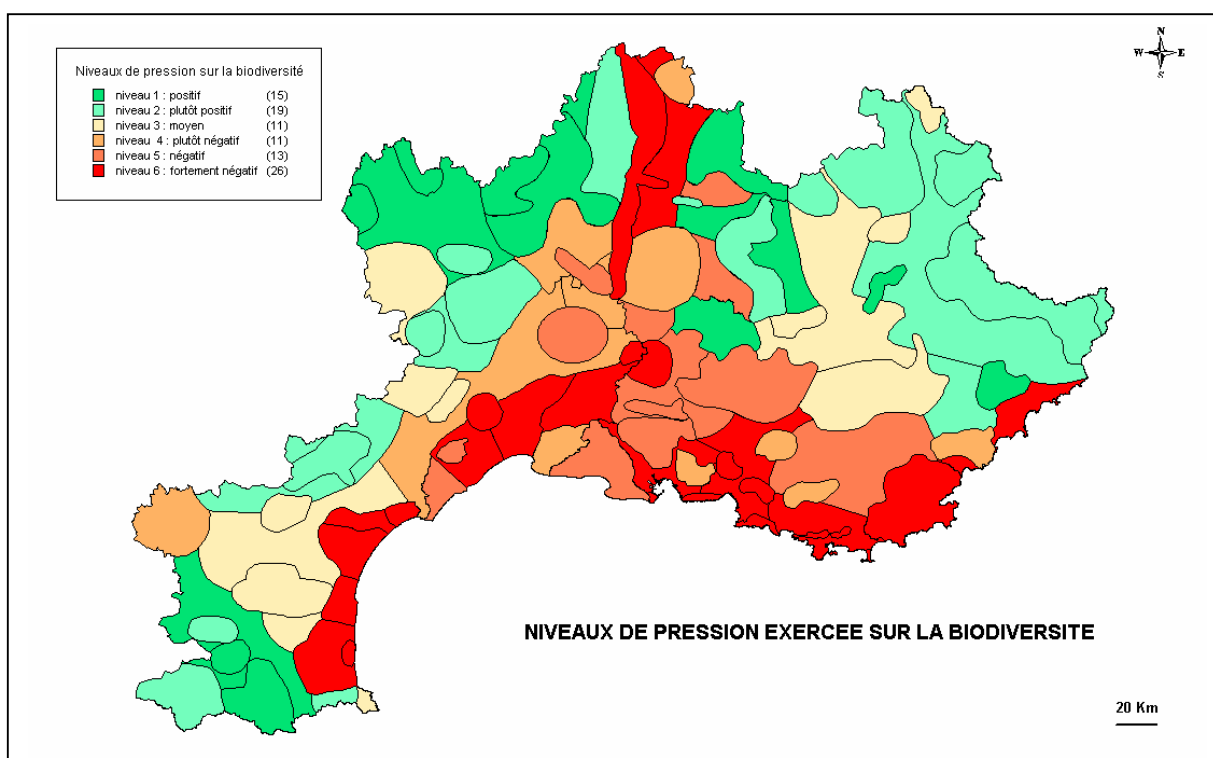 Niveaux de pression sur la biodiversité
niveau 1 : positif (15)
niveau 2 : plutôt positif (19)
niveau 3 : moyen (11)
niveau 4 : plutôt négatif (11)
niveau 5 : négatif (13)
niveau 6 : fortement négatif (26)
N
W E
S
NIVEAUX DE PRESSION EXERCEE SUR LA BIODIVERSITE
20 Km